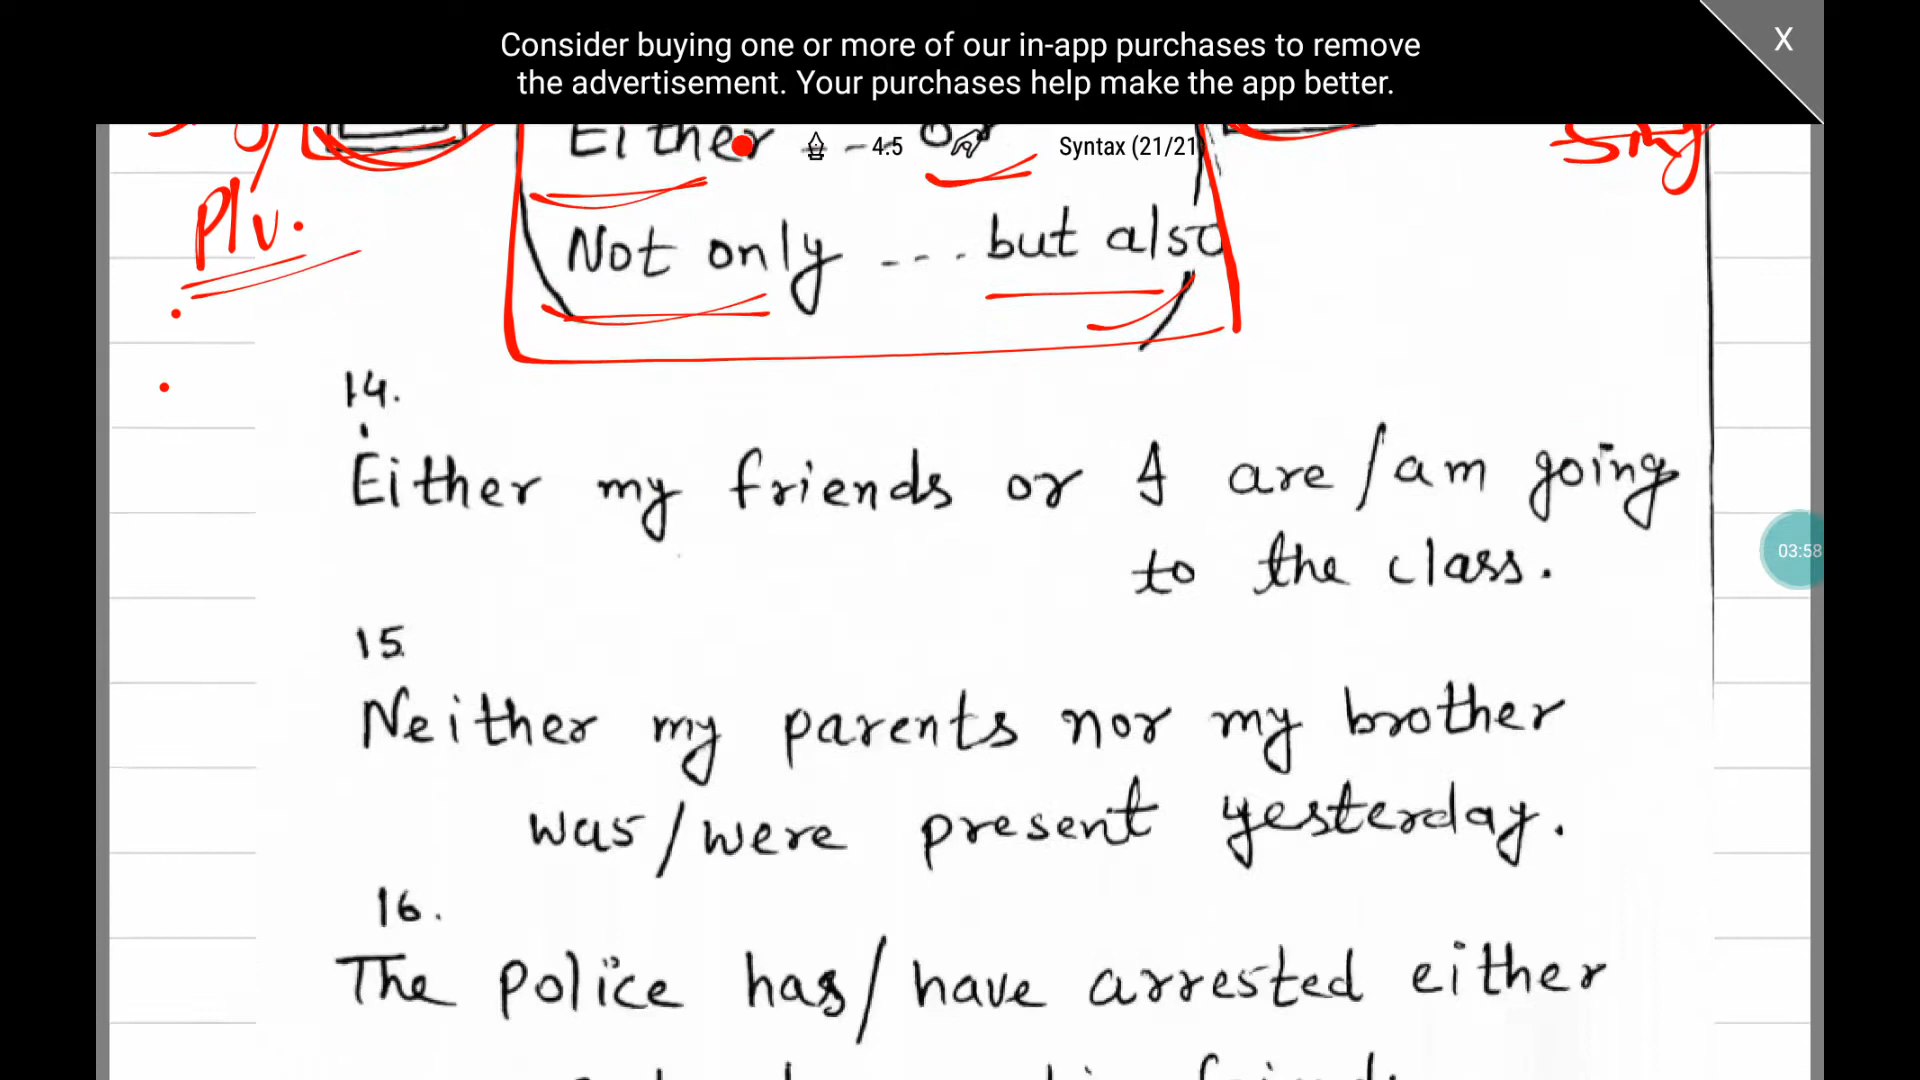 Consider buying one or more of our in-app purchases to remove
the advertisement. Your purchases help make the app better.
X
Either --- or
4.5
Syntax (21/21
Sing
Plu.
Not only .... but also
14.
Either my friends or I are/am going
to the class.
03:58
15.
Neither my parents nor my brother
was/were present yesterday.
16.
The police has/have arrested either